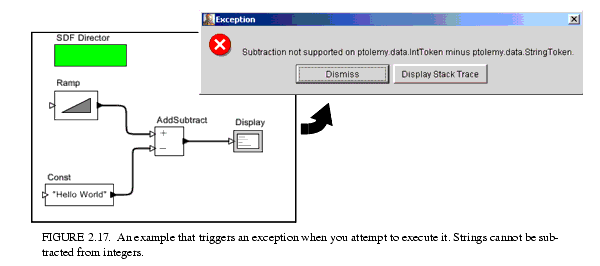 Exception
Subtraction not supported on ptolemy.data.IntToken minus ptolemy.data.StringToken.
Dismiss
Display Stack Trace
SDF Director
Ramp
AddSubtract
Display
Const
"Hello World"
FIGURE 2.17. An example that triggers an exception when you attempt to execute it. Strings cannot be sub-
tracted from integers.